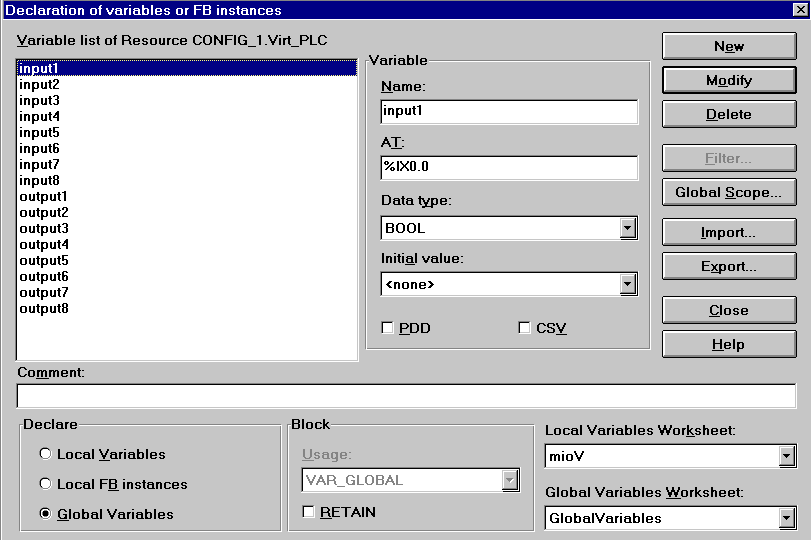 Declaration of variables or FB instances
Variable list of Resource CONFIG_1.Virt_PLC
input1
input2
input3
input4
input5
input6
input7
input8
output1
output2
output3
output4
output5
output6
output7
output8
Variable
Name:
input1
AT:
%IX0.0
Data type:
BOOL
Initial value:
<none>
PDD CSV
New
Modify
Delete
Filter...
Global Scope...
Import...
Export...
Close
Help
Comment:
Declare
Local Variables
Local FB instances
Global Variables
Block
Usage:
VAR_GLOBAL
RETAIN
Local Variables Worksheet:
mioV
Global Variables Worksheet:
GlobalVariables